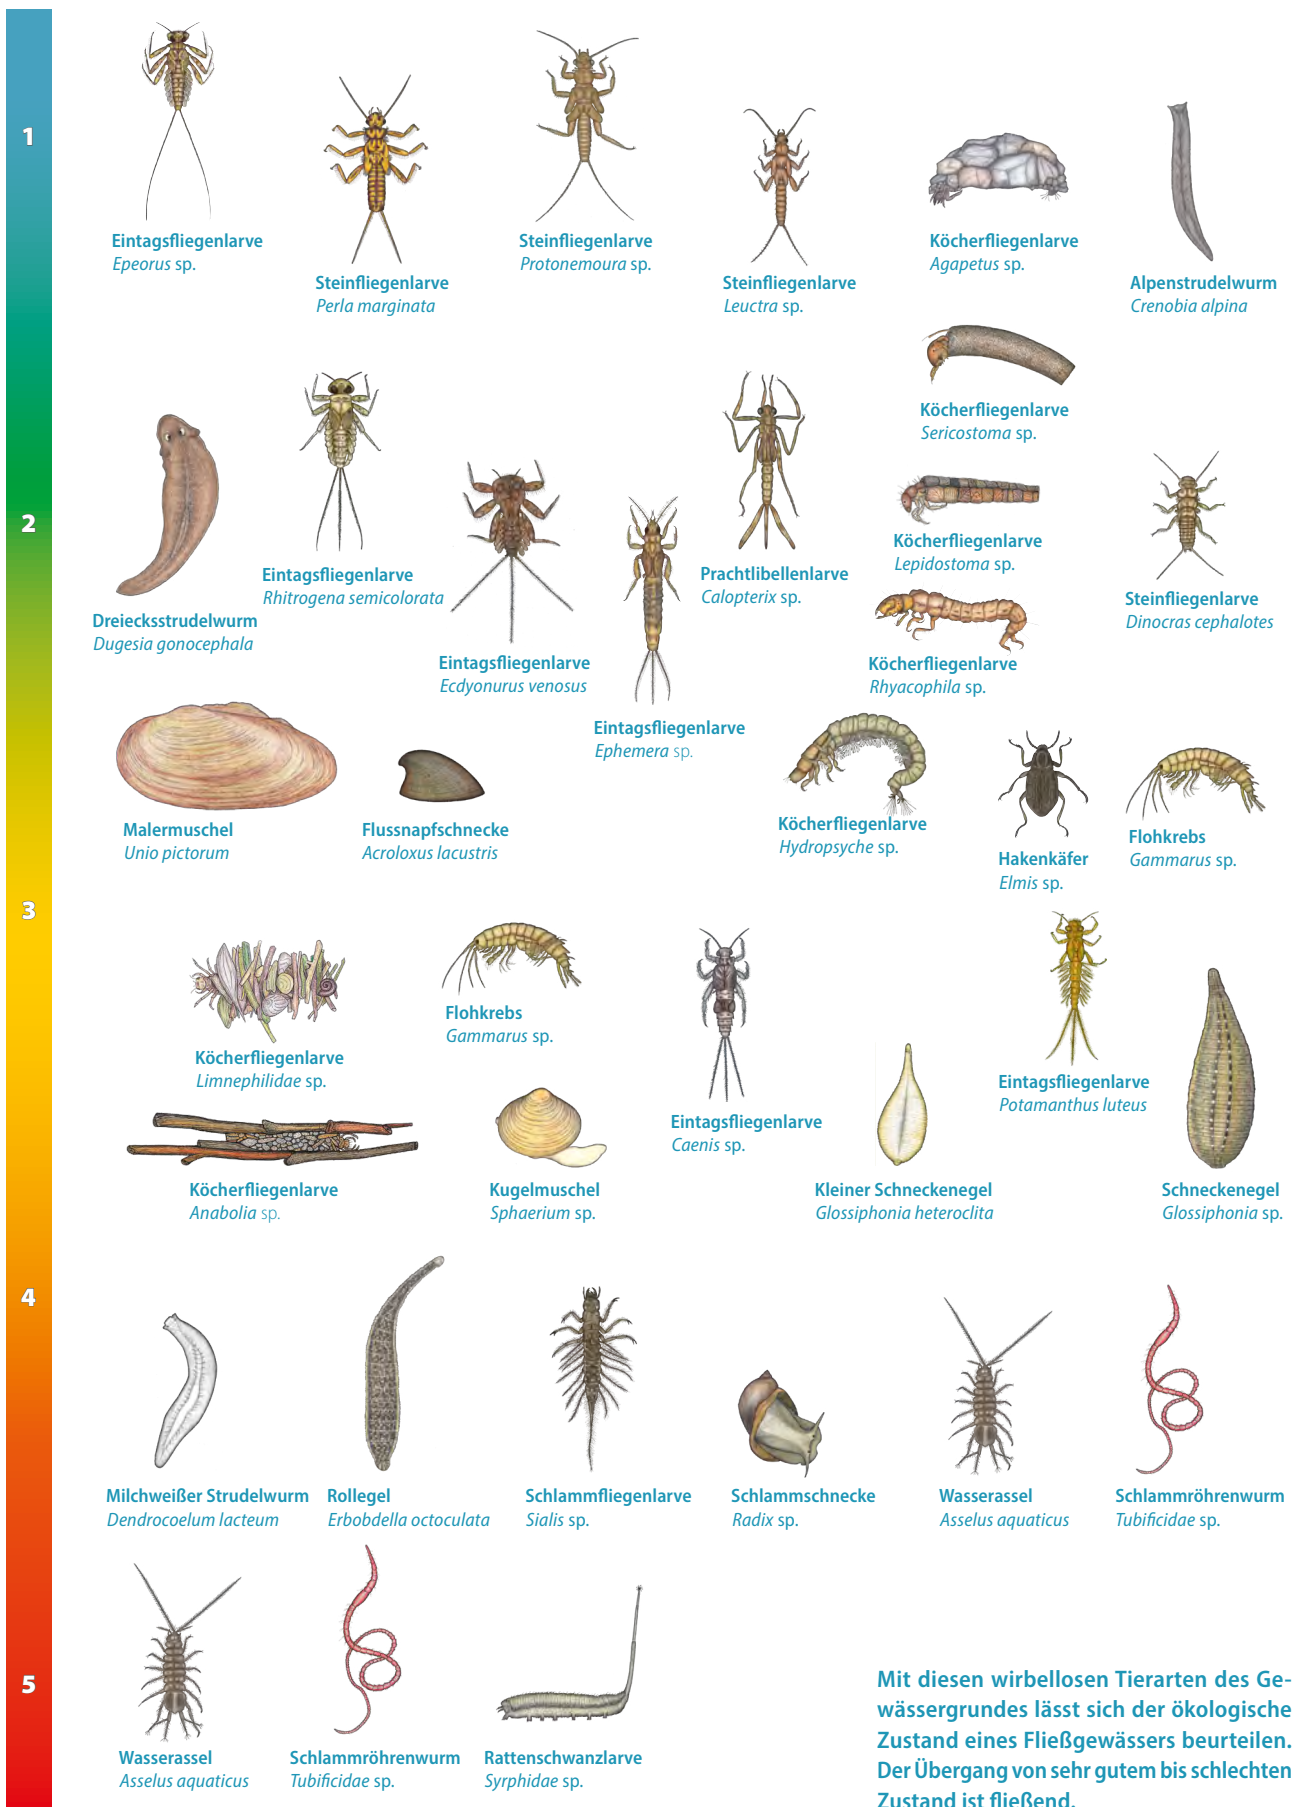 1
Eintagsfliegenlarve
Epeorus sp.
Steinfliegenlarve
Perla marginata
Steinfliegenlarve
Protonemoura sp.
Steinfliegenlarve
Leuctra sp.
Köcherfliegenlarve
Agapetus sp.
Alpenstrudelwurm
Crenobia alpina
Köcherfliegenlarve
Sericostoma sp.
2
Dreiecksstrudelwurm
Dugesia gonocephala
Eintagsfliegenlarve
Rhitrogena semicolorata
Eintagsfliegenlarve
Ecdyonurus venosus
Eintagsfliegenlarve
Ephemera sp.
Prachtlibellenlarve
Calopterix sp.
Köcherfliegenlarve
Lepidostoma sp.
Köcherfliegenlarve
Rhyacophila sp.
Steinfliegenlarve
Dinocras cephalotes
Malermuschel
Unio pictorum
Flussnapfschnecke
Acroloxus lacustris
Köcherfliegenlarve
Hydropsyche sp.
Hakenkäfer
Elmis sp.
Flohkrebs
Gammarus sp.
3
Köcherfliegenlarve
Limnephilidae sp.
Flohkrebs
Gammarus sp.
Eintagsfliegenlarve
Caenis sp.
Eintagsfliegenlarve
Potamanthus luteus
Köcherfliegenlarve
Anabolia sp.
Kugelmuschel
Sphaerium sp.
Kleiner Schneckenegel
Glossiphonia heteroclita
Schneckenegel
Glossiphonia sp.
4
Milchweißer Strudelwurm
Dendrocoelum lacteum
Rollegel
Erbobdella octoculata
Schlammfliegenlarve
Sialis sp.
Schlammschnecke
Radix sp.
Wasserassel
Asselus aquaticus
Schlammröhrenwurm
Tubificidae sp.
5
Wasserassel
Asselus aquaticus
Schlammröhrenwurm
Tubificidae sp.
Rattenschwanzlarve
Syrphidae sp.
Mit diesen wirbellosen Tierarten des Ge-
wässergrundes lässt sich der ökologische
Zustand eines Fließgewässers beurteilen.
Der Übergang von sehr gutem bis schlechten
Zustand ist fließend.